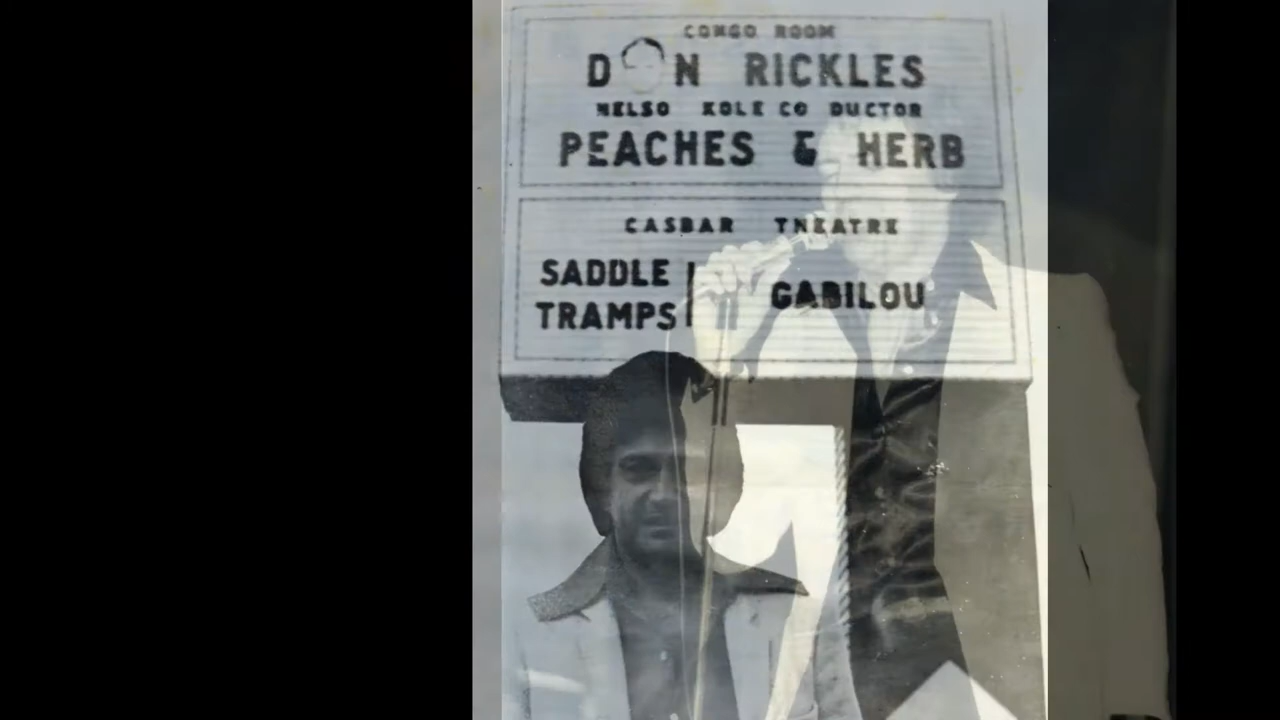 CONGO ROOM
DON RICKLES
NELSO KOLE CO DUCTOR
PEACHES & HERB
CASBAR THEATRE
SADDLE
TRAMPS
GABILOU